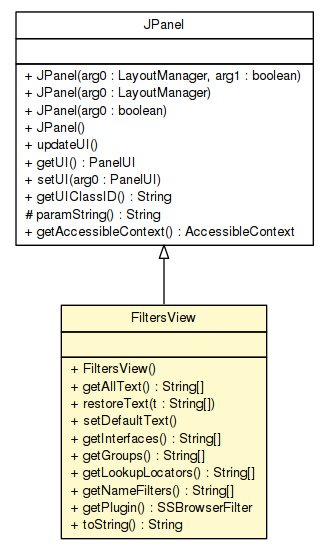 JPanel
+ JPanel(arg0 : LayoutManager, arg1 : boolean)
+ JPanel(arg0 : LayoutManager)
+ JPanel(arg0 : boolean)
+ JPanel()
+ updateUI()
+ getUI() : PanelUI
+ setUI(arg0 : PanelUI)
+ getUIClassID() : String
# paramString() : String
+ getAccessibleContext() : AccessibleContext
FiltersView
+ FiltersView()
+ getAllText() : String[]
+ restoreText(t : String[])
+ setDefaultText()
+ getInterfaces() : String[]
+ getGroups() : String[]
+ getLookupLocators() : String[]
+ getNameFilters() : String[]
+ getPlugin() : SSBrowserFilter
+ toString() : String